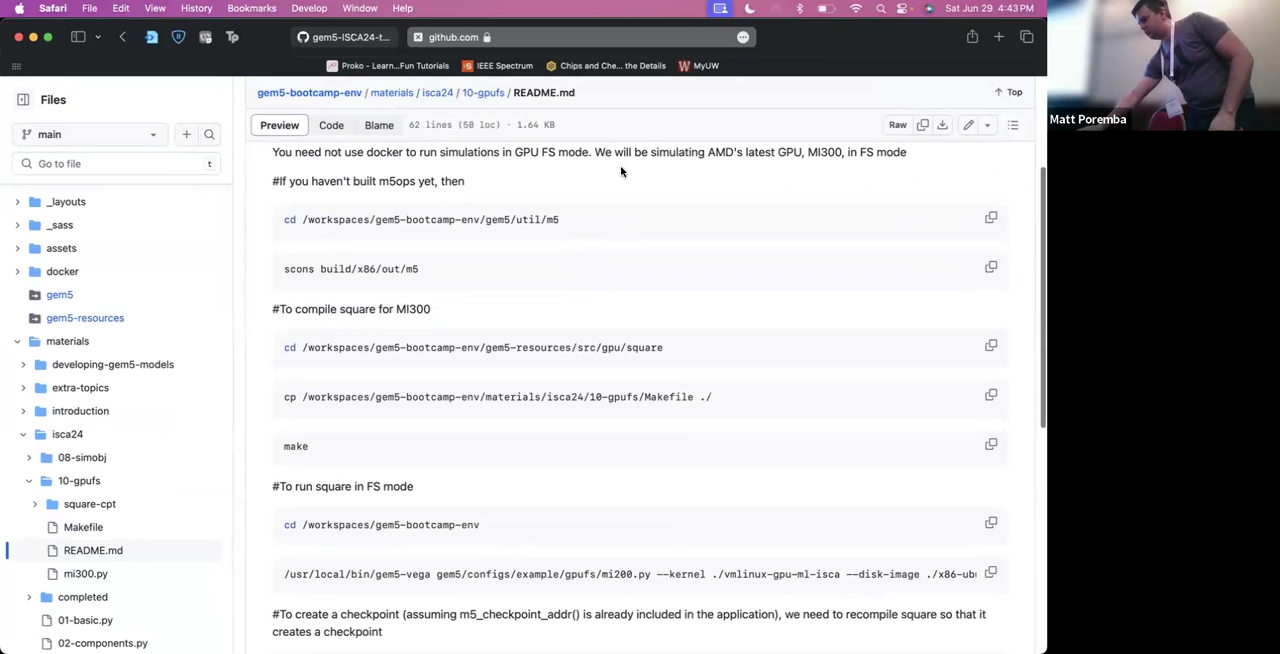 Safari File Edit View History Bookmarks Develop Window Help Sat Jun 29 4:43 PM
Tp gem5-ISCA24-t... github.com
Proko - Learn...Fun Tutorials IEEE Spectrum Chips and Che... the Details MyUW
Matt Poremba
Files
main
Go to file t
_layouts
_sass
assets
docker
gem5
gem5-resources
materials
developing-gem5-models
extra-topics
introduction
isca24
08-simobj
10-gpufs
square-cpt
Makefile
README.md
mi300.py
completed
01-basic.py
02-components.py
gem5-bootcamp-env / materials / isca24 / 10-gpufs / README.md Top
Preview Code Blame 62 lines (50 loc) · 1.64 KB Raw
You need not use docker to run simulations in GPU FS mode. We will be simulating AMD's latest GPU, MI300, in FS mode
#If you haven't built m5ops yet, then
cd /workspaces/gem5-bootcamp-env/gem5/util/m5
scons build/x86/out/m5
#To compile square for MI300
cd /workspaces/gem5-bootcamp-env/gem5-resources/src/gpu/square
cp /workspaces/gem5-bootcamp-env/materials/isca24/10-gpufs/Makefile ./
make
#To run square in FS mode
cd /workspaces/gem5-bootcamp-env
/usr/local/bin/gem5-vega gem5/configs/example/gpufs/mi200.py --kernel ./vmlinux-gpu-ml-isca --disk-image ./x86-ubu
#To create a checkpoint (assuming m5_checkpoint_addr() is already included in the application), we need to recompile square so that it
creates a checkpoint